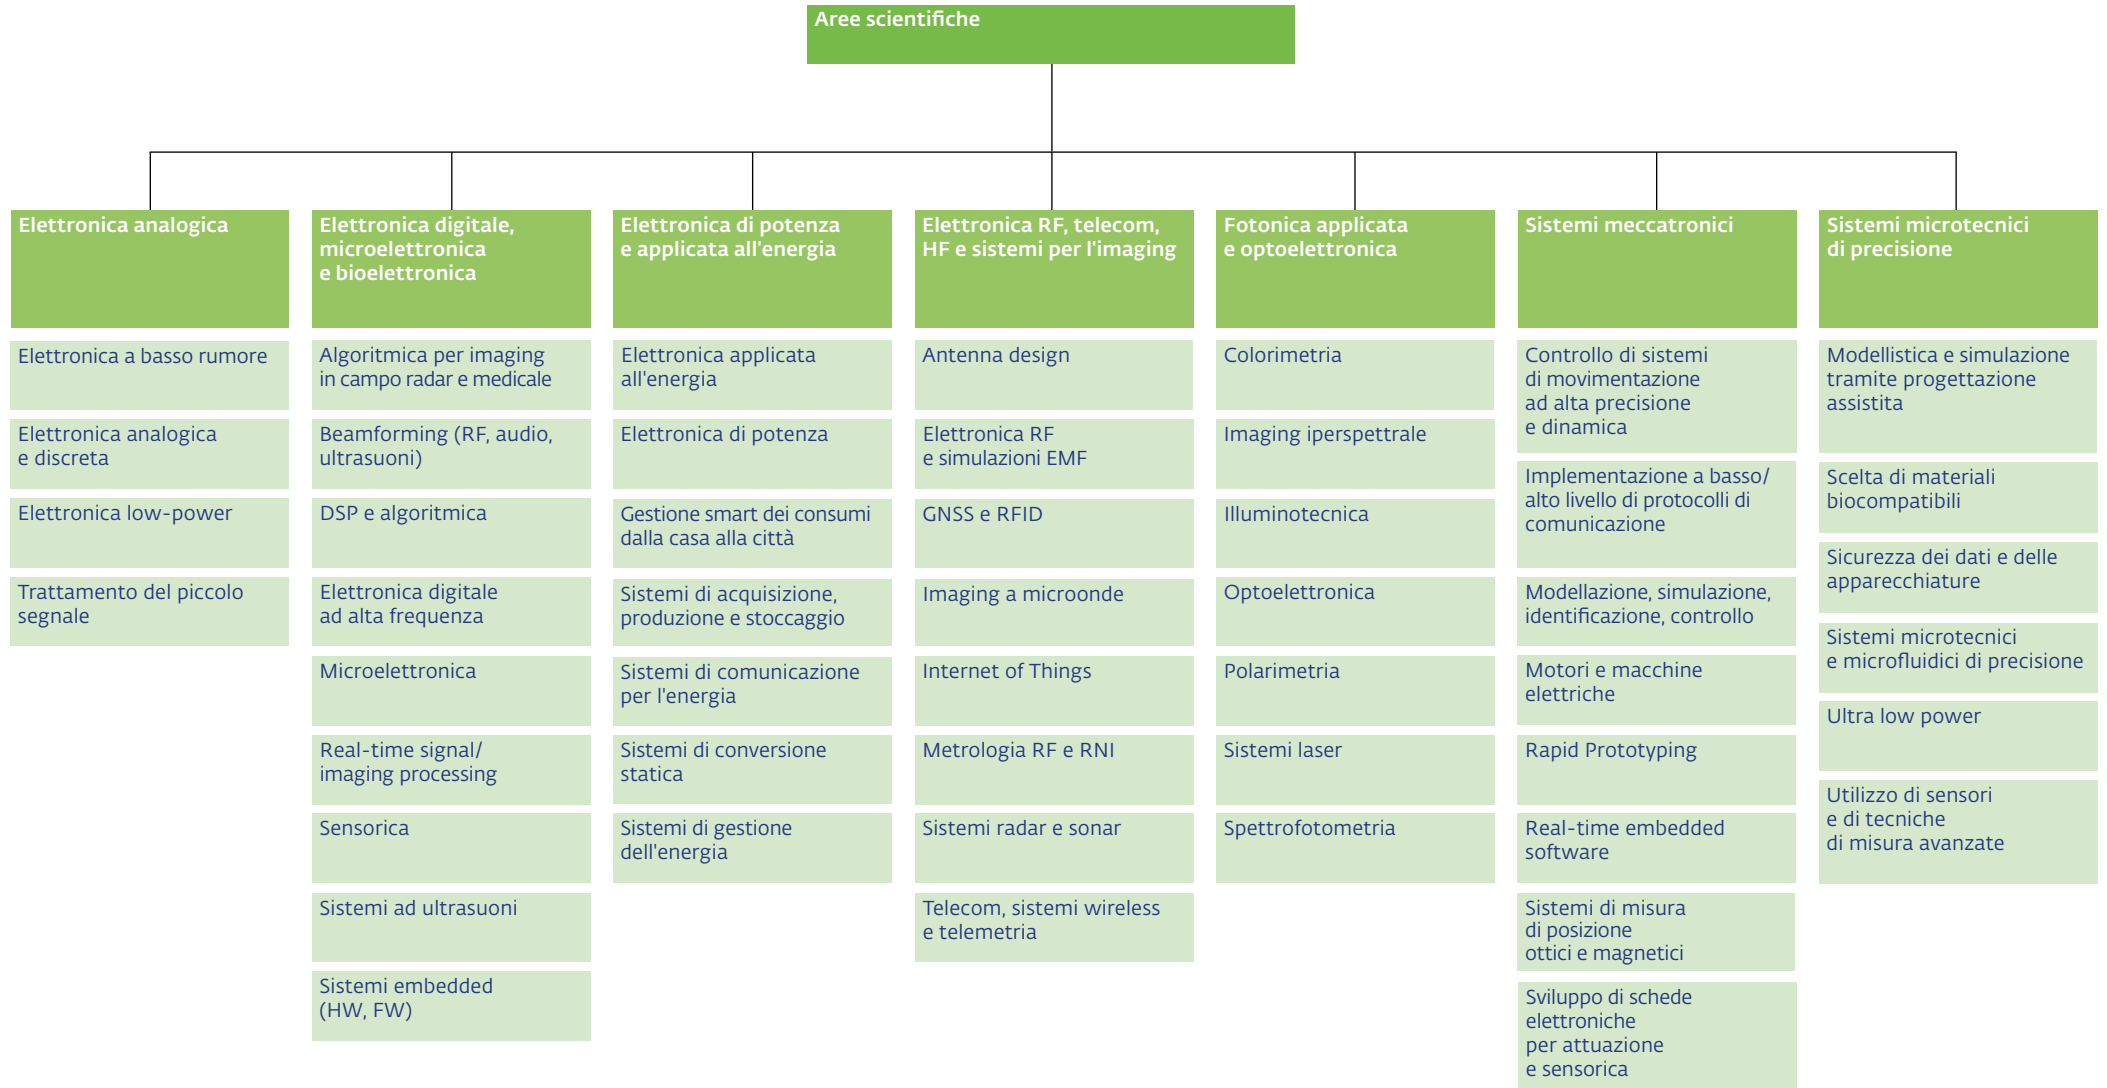 Aree scientifiche
Elettronica analogica
Elettronica a basso rumore
Elettronica analogica
e discreta
Elettronica low-power
Trattamento del piccolo
segnale
Elettronica digitale,
microelettronica
e bioelettronica
Algoritmica per imaging
in campo radar e medicale
Beamforming (RF, audio,
ultrasuoni)
DSP e algoritmica
Elettronica digitale
ad alta frequenza
Microelettronica
Real-time signal/
imaging processing
Sensorica
Sistemi ad ultrasuoni
Sistemi embedded
(HW, FW)
Elettronica di potenza
e applicata all'energia
Elettronica applicata
all'energia
Elettronica di potenza
Gestione smart dei consumi
dalla casa alla città
Sistemi di acquisizione,
produzione e stoccaggio
Sistemi di comunicazione
per l'energia
Sistemi di conversione
statica
Sistemi di gestione
dell'energia
Elettronica RF, telecom,
HF e sistemi per l'imaging
Antenna design
Elettronica RF
e simulazioni EMF
GNSS e RFID
Imaging a microonde
Internet of Things
Metrologia RF e RNI
Sistemi radar e sonar
Telecom, sistemi wireless
e telemetria
Fotonica applicata
e optoelettronica
Colorimetria
Imaging iperspettrale
Illuminotecnica
Optoelettronica
Polarimetria
Sistemi laser
Spettrofotometria
Sistemi meccatronici
Controllo di sistemi
di movimentazione
ad alta precisione
e dinamica
Implementazione a basso/
alto livello di protocolli di
comunicazione
Modellazione, simulazione,
identificazione, controllo
Motori e macchine
elettriche
Rapid Prototyping
Real-time embedded
software
Sistemi di misura
di posizione
ottici e magnetici
Sviluppo di schede
elettroniche
per attuazione
e sensorica
Sistemi microtecnici
di precisione
Modellistica e simulazione
tramite progettazione
assistita
Scelta di materiali
biocompatibili
Sicurezza dei dati e delle
apparecchiature
Sistemi microtecnici
e microfluidici di precisione
Ultra low power
Utilizzo di sensori
e di tecniche
di misura avanzate